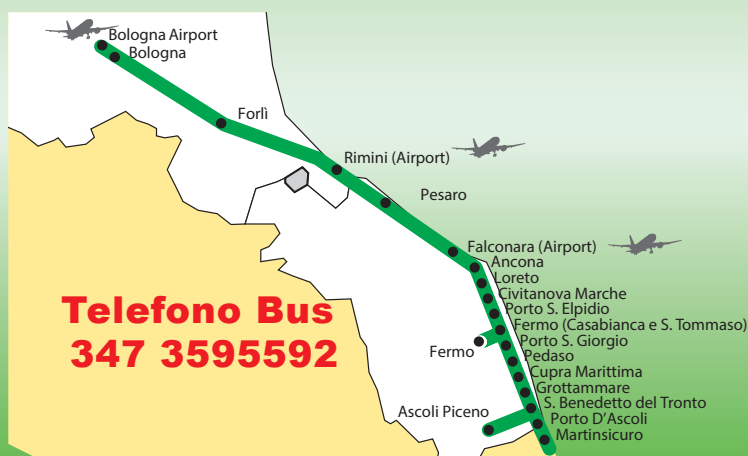 Bologna Airport
Bologna
Forlì
Rimini (Airport)
Pesaro
Falconara (Airport)
Ancona
Loreto
Civitanova Marche
Porto S. Elpidio
Fermo (Casabianca e S. Tommaso)
Porto S. Giorgio
Fermo
Pedaso
Cupra Marittima
Grottammare
S. Benedetto del Tronto
Ascoli Piceno
Porto D'Ascoli
Martinsicuro
Telefono Bus
347 3595592